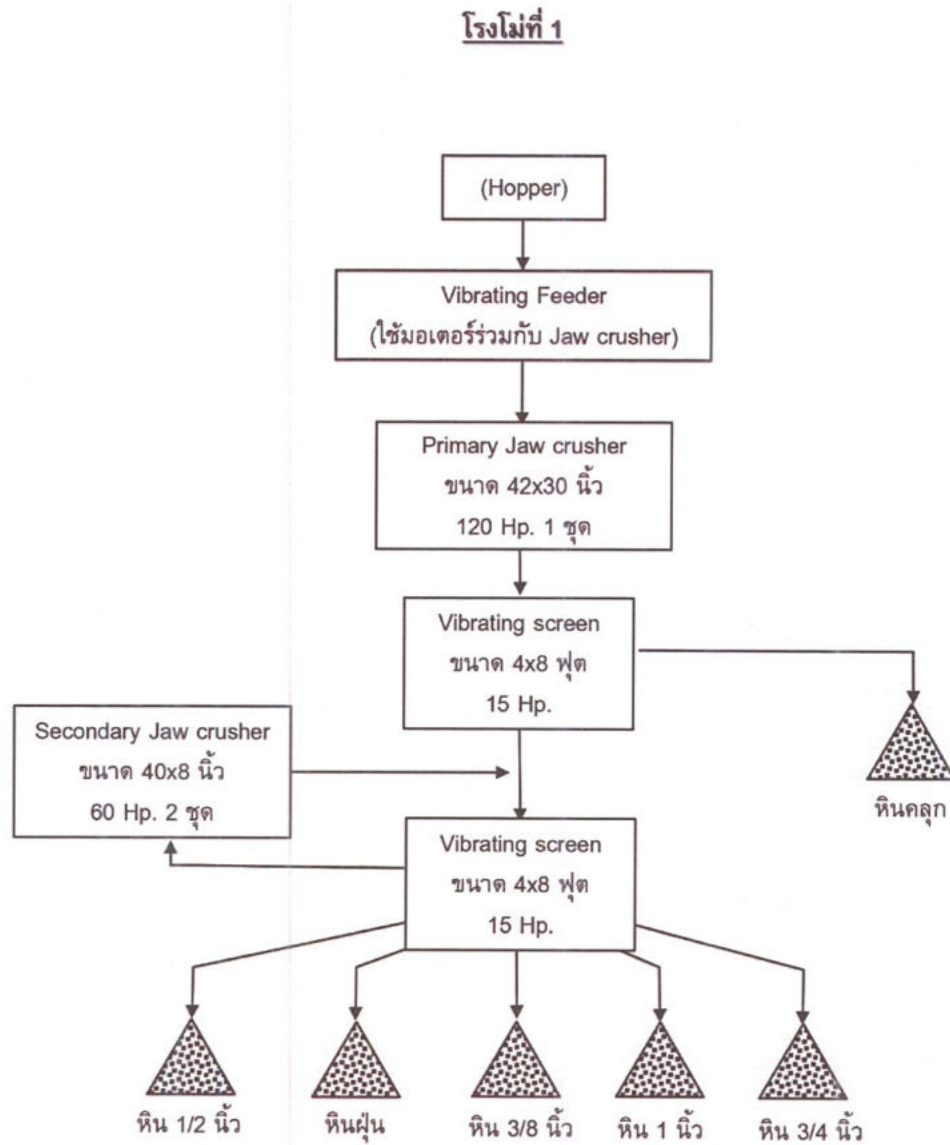 โรงโม่ที่ 1
(Hopper)
Vibrating Feeder
(ใช้มอเตอร์ร่วมกับ Jaw crusher)
Primary Jaw crusher
ขนาด 42x30 นิ้ว
120 Hp. 1 ชุด
Vibrating screen
ขนาด 4x8 ฟุต
15 Hp.
หินคลุก
Secondary Jaw crusher
ขนาด 40x8 นิ้ว
60 Hp. 2 ชุด
Vibrating screen
ขนาด 4x8 ฟุต
15 Hp.
หิน 1/2 นิ้ว
หินฝุ่น
หิน 3/8 นิ้ว
หิน 1 นิ้ว
หิน 3/4 นิ้ว